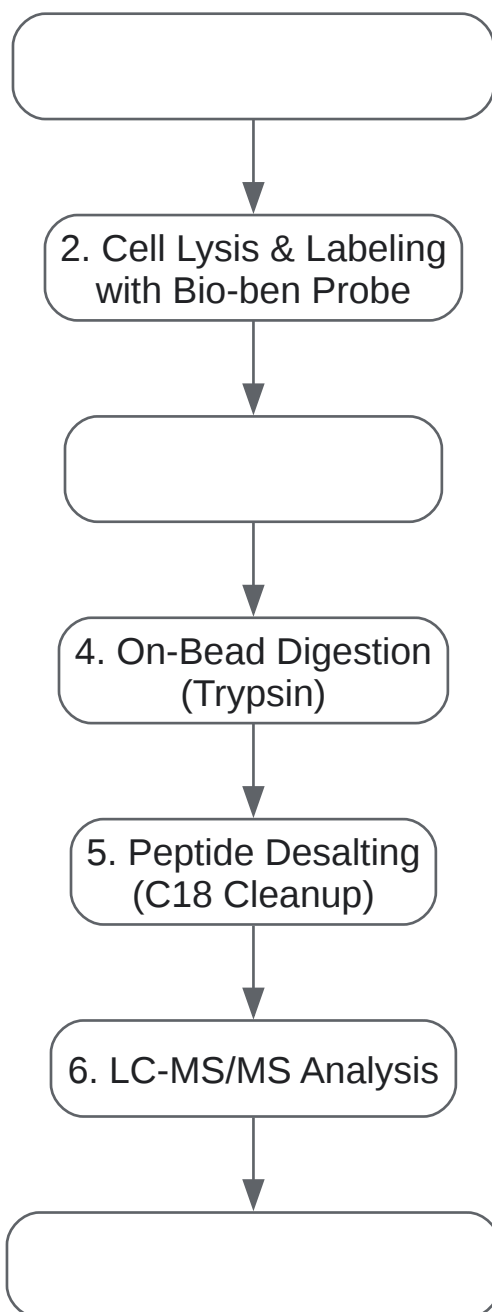 2. Cell Lysis & Labeling
with Bio-ben Probe
4. On-Bead Digestion
(Trypsin)
5. Peptide Desalting
(C18 Cleanup)
6. LC-MS/MS Analysis